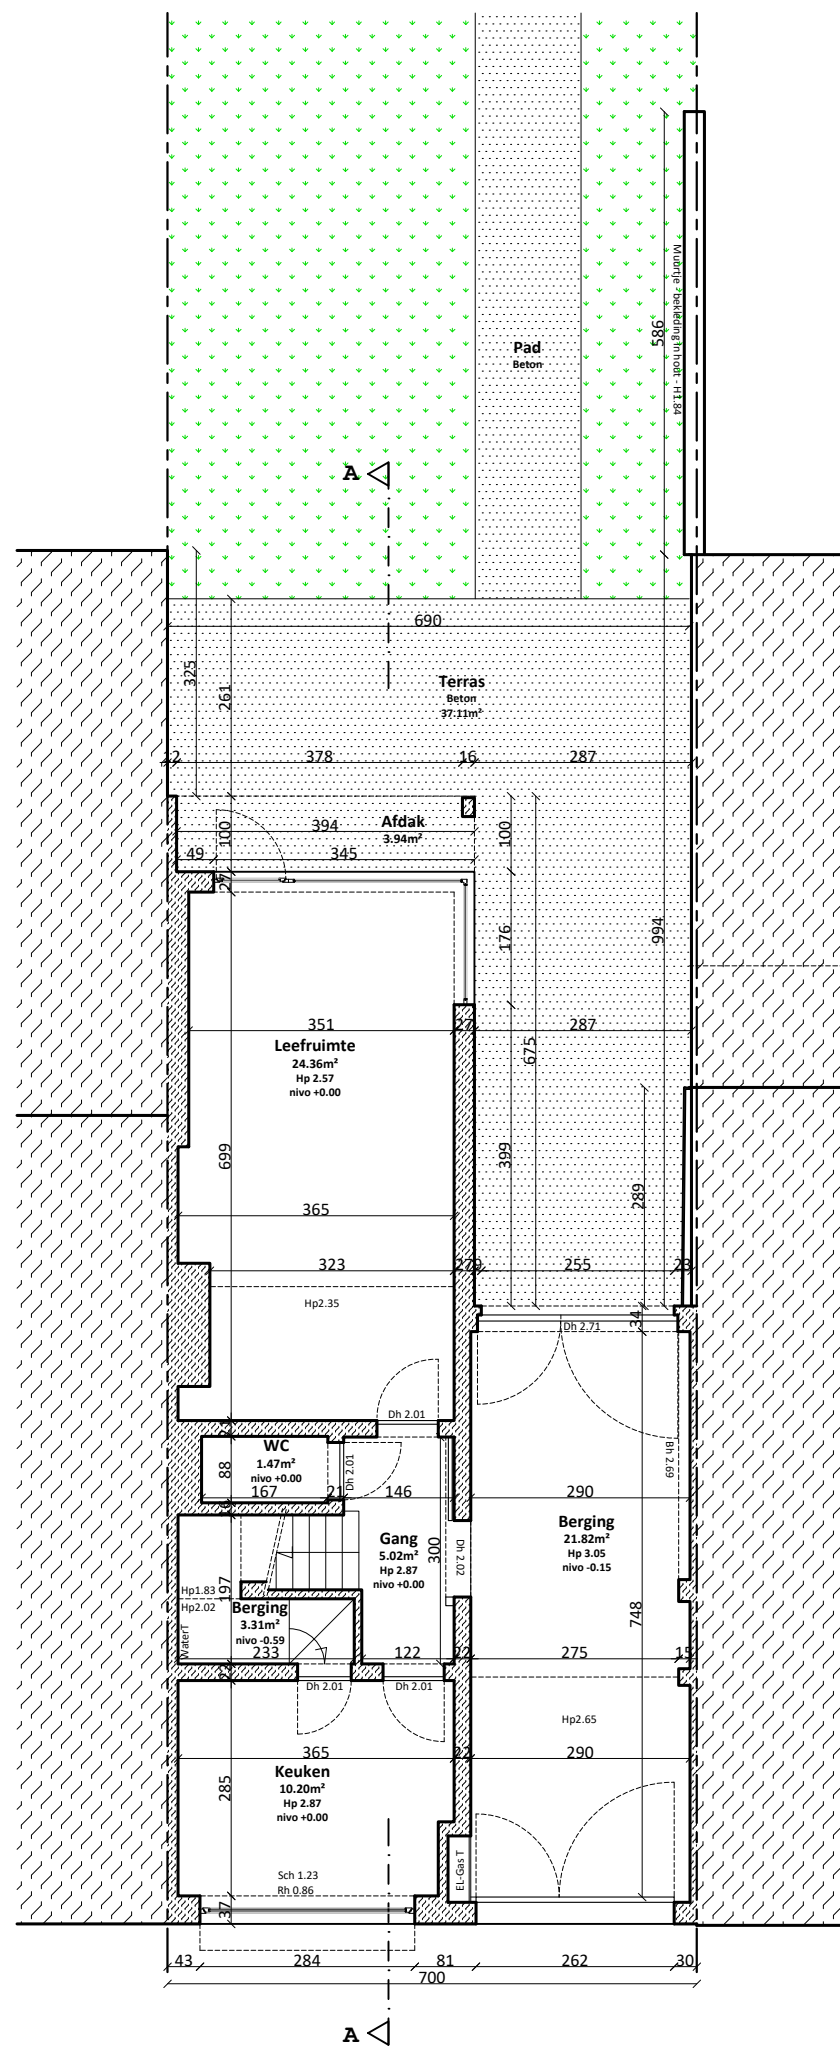 Pad
Beton
586
Muurtje - bekleding in hout - H1.84
A
690
325
261
Terras
Beton
37.11m²
12
378
16
287
Afdak
3.94m²
394
100
100
49
345
27
176
994
351
27
287
Leefruimte
24.36m²
Hp 2.57
nivo +0.00
675
699
399
289
365
323
27
9
255
23
Hp2.35
34
Dh 2.71
Dh 2.01
21
WC
1.47m²
nivo +0.00
88
Dh 2.01
Bh 2.69
167
21
146
290
16
Gang
5.02m²
Hp 2.87
nivo +0.00
300
Dh 2.02
Berging
21.82m²
Hp 3.05
nivo -0.15
197
Hp1.83
Hp2.02
Berging
3.31m²
nivo -0.59
WaterT
748
233
122
22
275
15
22
Dh 2.01
Dh 2.01
Hp2.65
365
22
290
Keuken
10.20m²
Hp 2.87
nivo +0.00
285
Sch 1.23
Rh 0.86
EL-Gas T
37
43
284
81
262
30
700
A